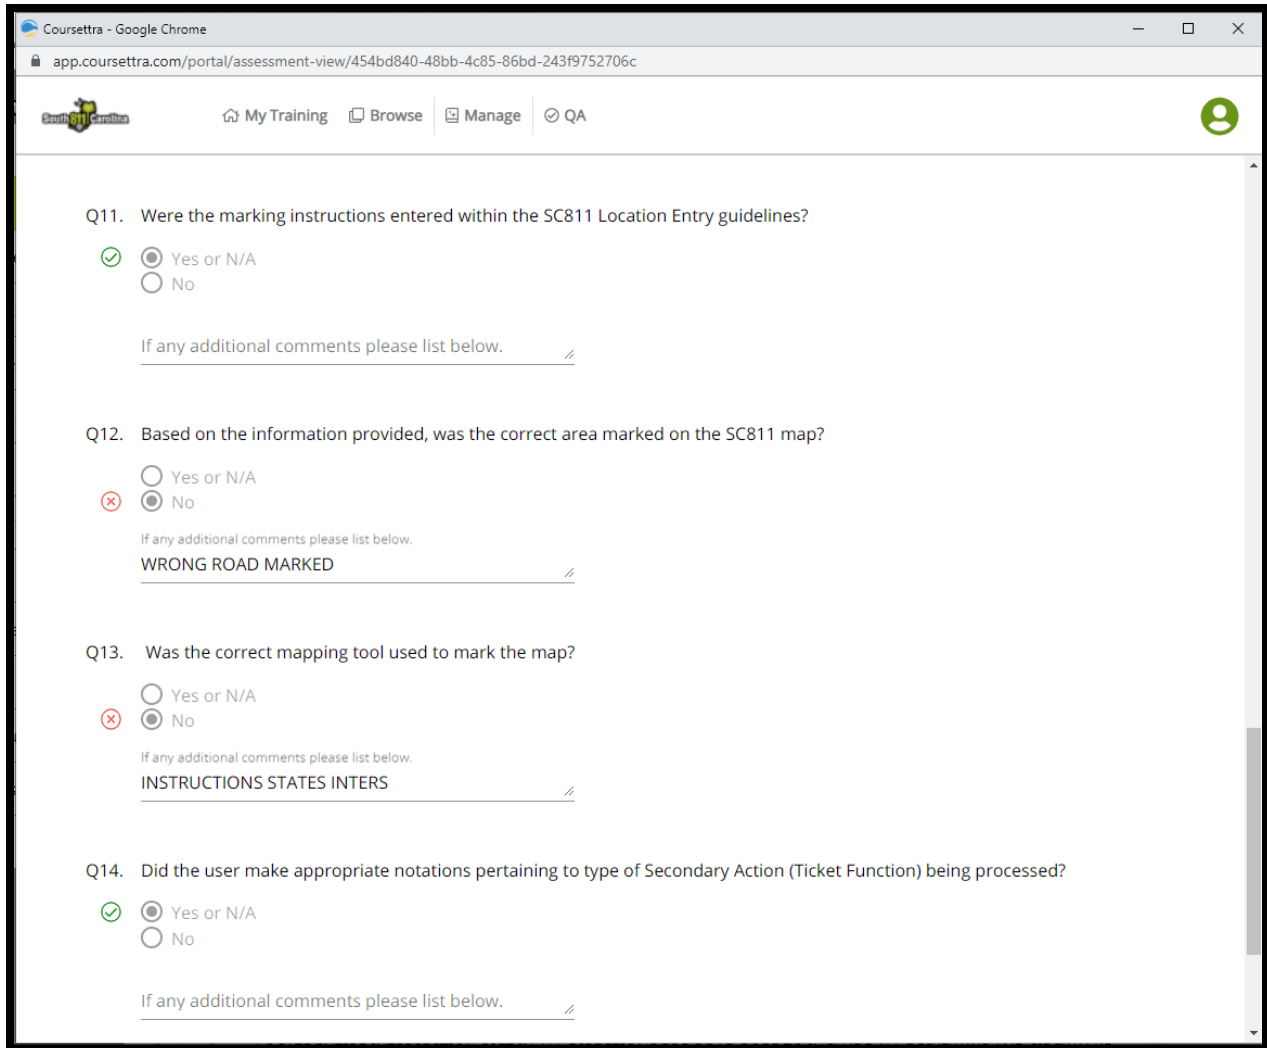 Coursettra - Google Chrome
app.coursettra.com/portal/assessment-view/454bd840-48bb-4c85-86bd-243f9752706c
South 811 Carolina
My Training Browse Manage QA
Q11. Were the marking instructions entered within the SC811 Location Entry guidelines?
Yes or N/A
No
If any additional comments please list below.
Q12. Based on the information provided, was the correct area marked on the SC811 map?
Yes or N/A
No
If any additional comments please list below.
WRONG ROAD MARKED
Q13. Was the correct mapping tool used to mark the map?
Yes or N/A
No
If any additional comments please list below.
INSTRUCTIONS STATES INTERS
Q14. Did the user make appropriate notations pertaining to type of Secondary Action (Ticket Function) being processed?
Yes or N/A
No
If any additional comments please list below.